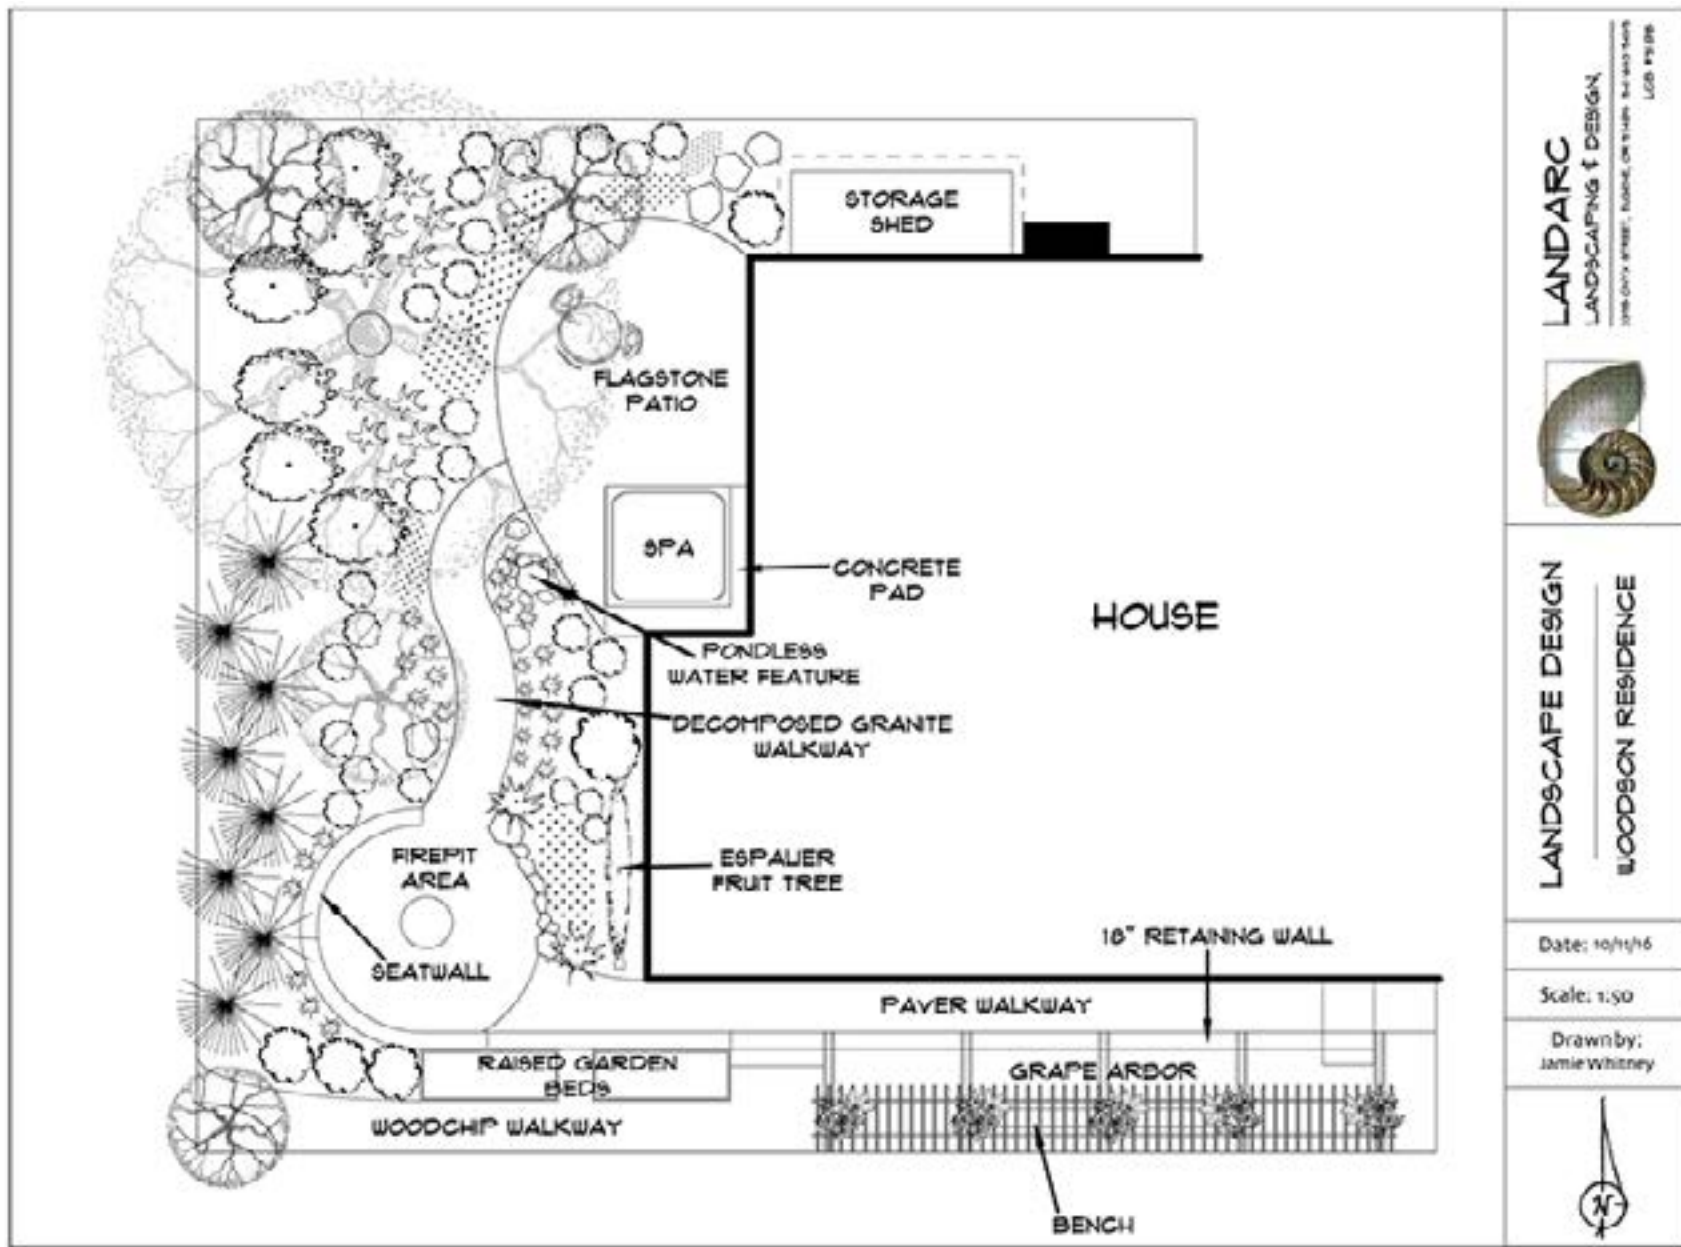 STORAGE
SHED
FLAGSTONE
PATIO
SPA
CONCRETE
PAD
HOUSE
PONDLESS
WATER FEATURE
DECOMPOSED GRANITE
WALKWAY
FIREPIT
AREA
ESPALIER
FRUIT TREE
SEATWALL
18" RETAINING WALL
PAVER WALKWAY
RAISED GARDEN
BEDS
GRAPE ARBOR
WOODCHIP WALKWAY
BENCH
LANDARC
LANDSCAPING & DESIGN,
LANDSCAPE DESIGN
WOODSON RESIDENCE
Date: 10/11/16
Scale: 1:50
Drawn by:
Jamie Whitney
N